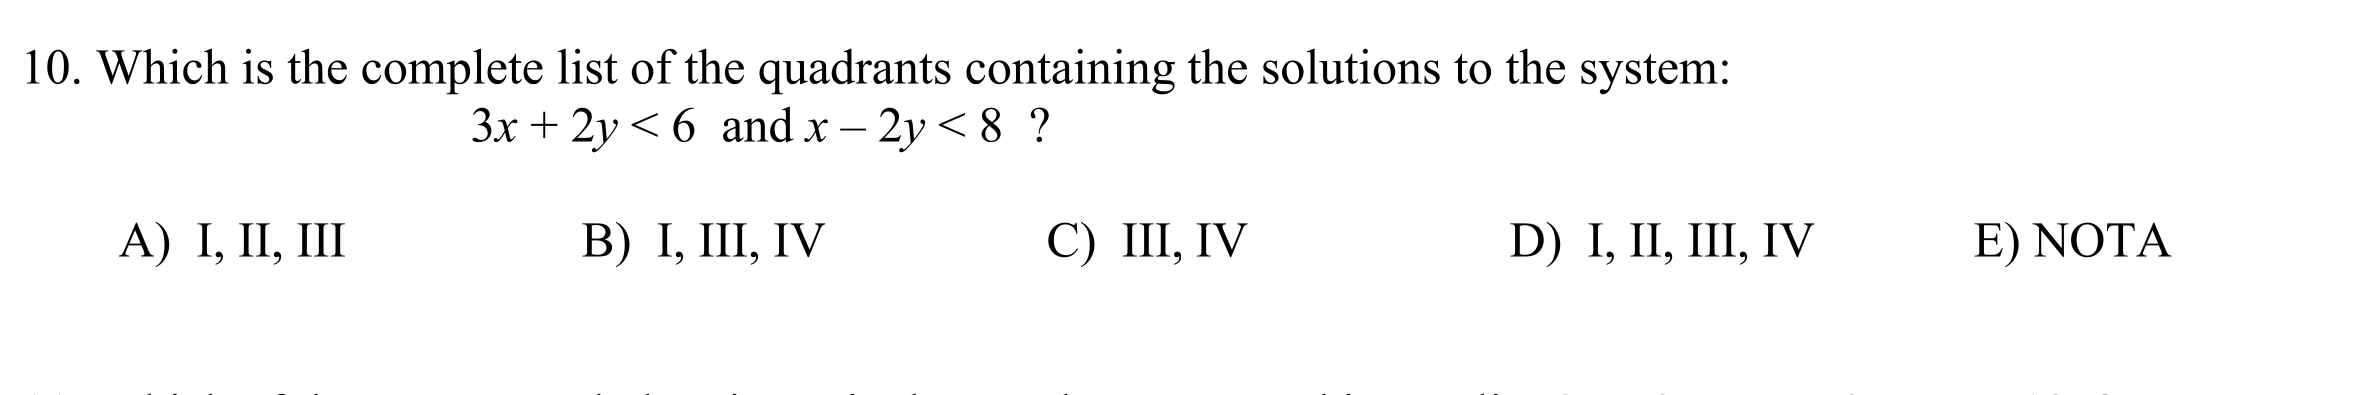 10. Which is the complete list of the quadrants containing the solutions to the system:
3x + 2y < 6 and x – 2y < 8 ?
A) I, II, III B) I, III, IV C) III, IV D) I, II, III, IV E) NOTA